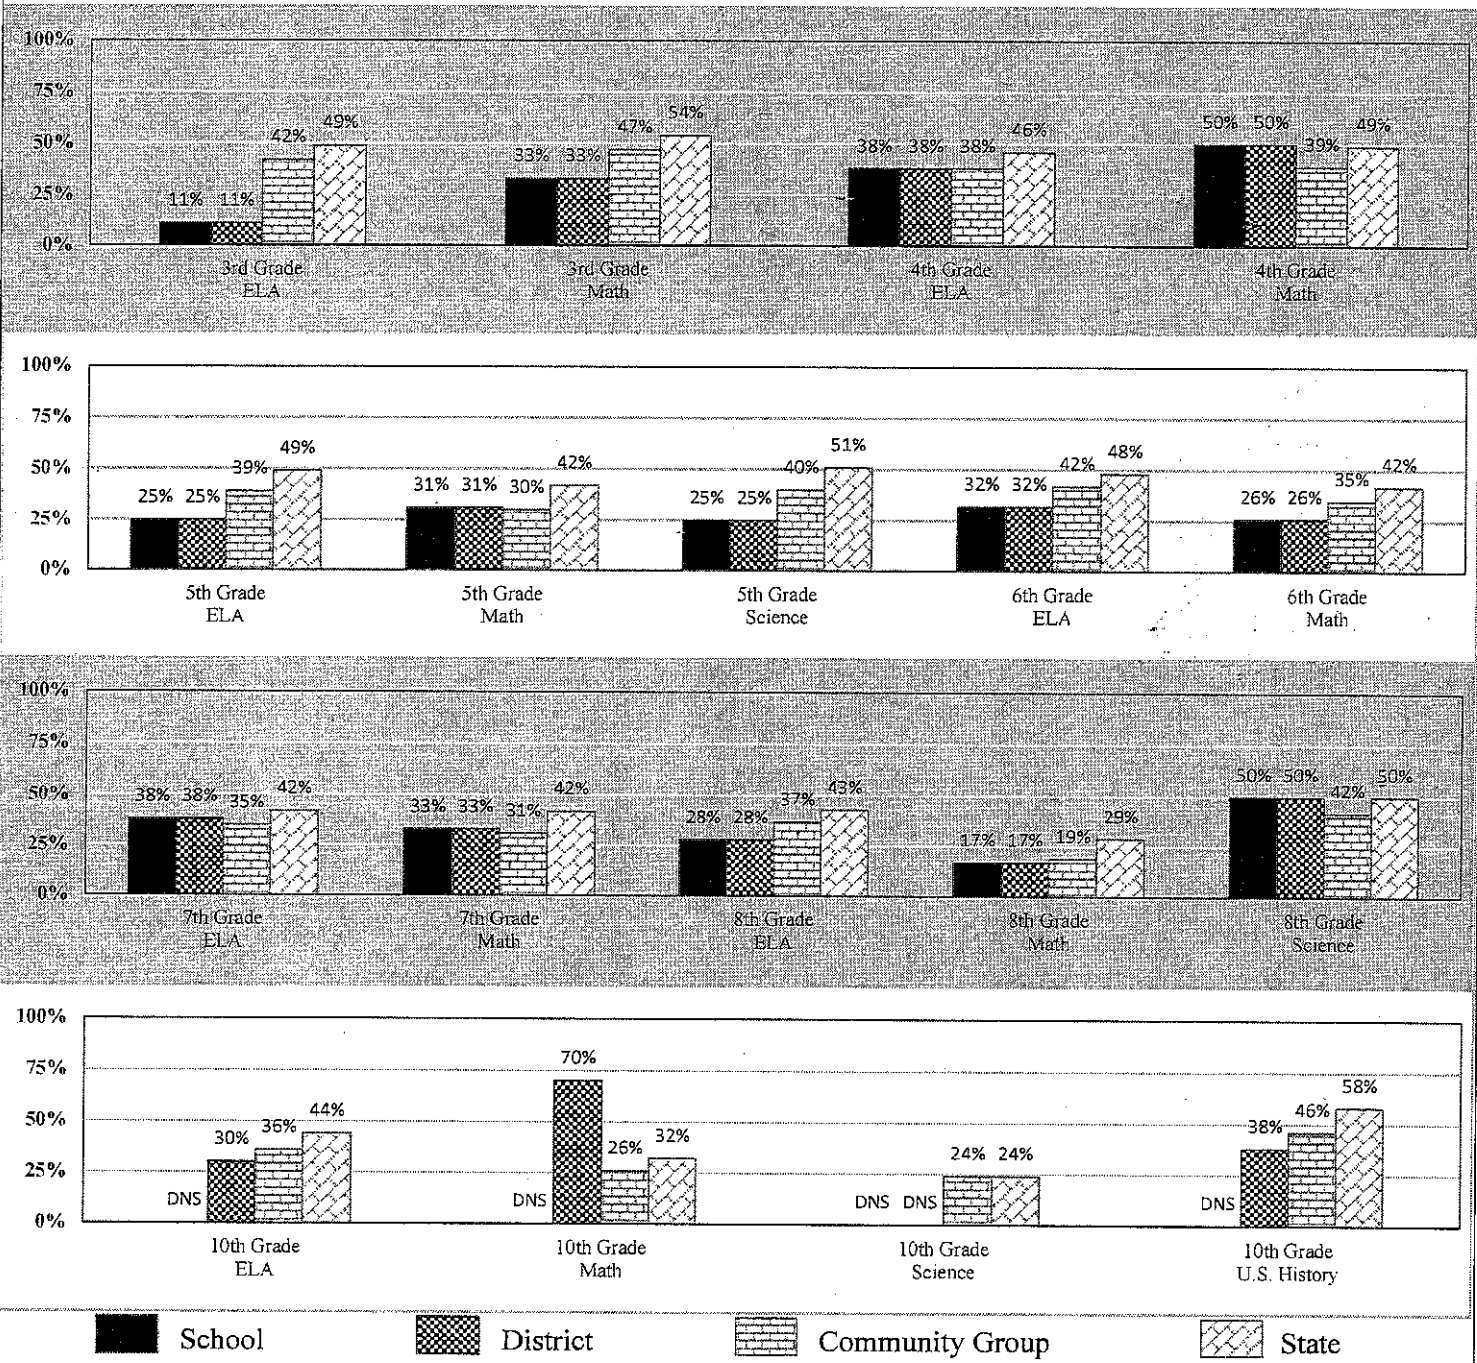 100%
75%
50%
25%
0%
11% 11% 42% 49%
33% 33% 47% 54%
38% 38% 38% 46%
50% 50% 39% 49%
3rd Grade
ELA
3rd Grade
Math
4th Grade
ELA
4th Grade
Math
100%
75%
50%
25%
0%
25% 25% 39% 49%
31% 31% 30% 42%
25% 25% 40% 51%
32% 32% 42% 48%
26% 26% 35% 42%
5th Grade
ELA
5th Grade
Math
5th Grade
Science
6th Grade
ELA
6th Grade
Math
100%
75%
50%
25%
0%
38% 38% 35% 42%
33% 33% 31% 42%
28% 28% 37% 43%
17% 17% 19% 29%
50% 50% 42% 50%
7th Grade
ELA
7th Grade
Math
8th Grade
ELA
8th Grade
Math
8th Grade
Science
100%
75%
50%
25%
0%
DNS 30% 36% 44%
DNS 70% 26% 32%
DNS DNS 24% 24%
DNS 38% 46% 58%
10th Grade
ELA
10th Grade
Math
10th Grade
Science
10th Grade
U.S. History
School District Community Group State